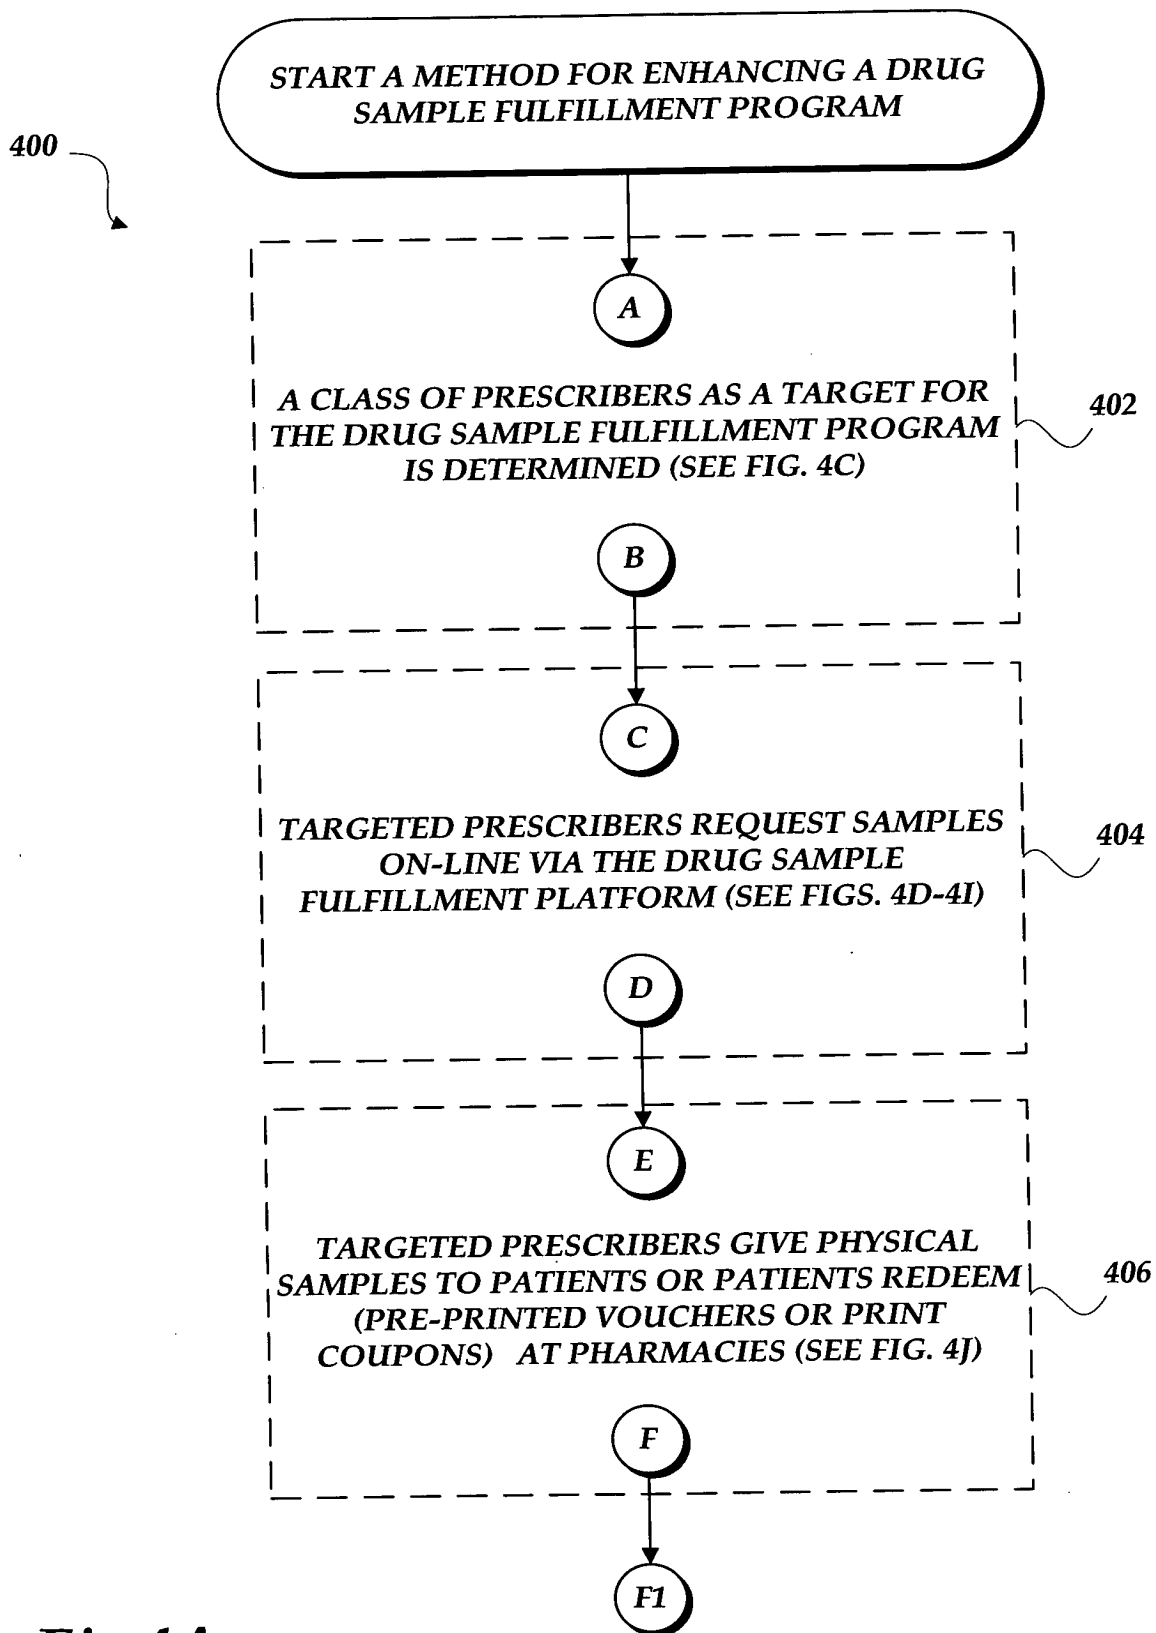 START A METHOD FOR ENHANCING A DRUG
SAMPLE FULFILLMENT PROGRAM
400
A
A CLASS OF PRESCRIBERS AS A TARGET FOR
THE DRUG SAMPLE FULFILLMENT PROGRAM
IS DETERMINED (SEE FIG. 4C)
402
B
C
TARGETED PRESCRIBERS REQUEST SAMPLES
ON-LINE VIA THE DRUG SAMPLE
FULFILLMENT PLATFORM (SEE FIGS. 4D-4I)
404
D
E
TARGETED PRESCRIBERS GIVE PHYSICAL
SAMPLES TO PATIENTS OR PATIENTS REDEEM
(PRE-PRINTED VOUCHERS OR PRINT
COUPONS) AT PHARMACIES (SEE FIG. 4J)
406
F
F1